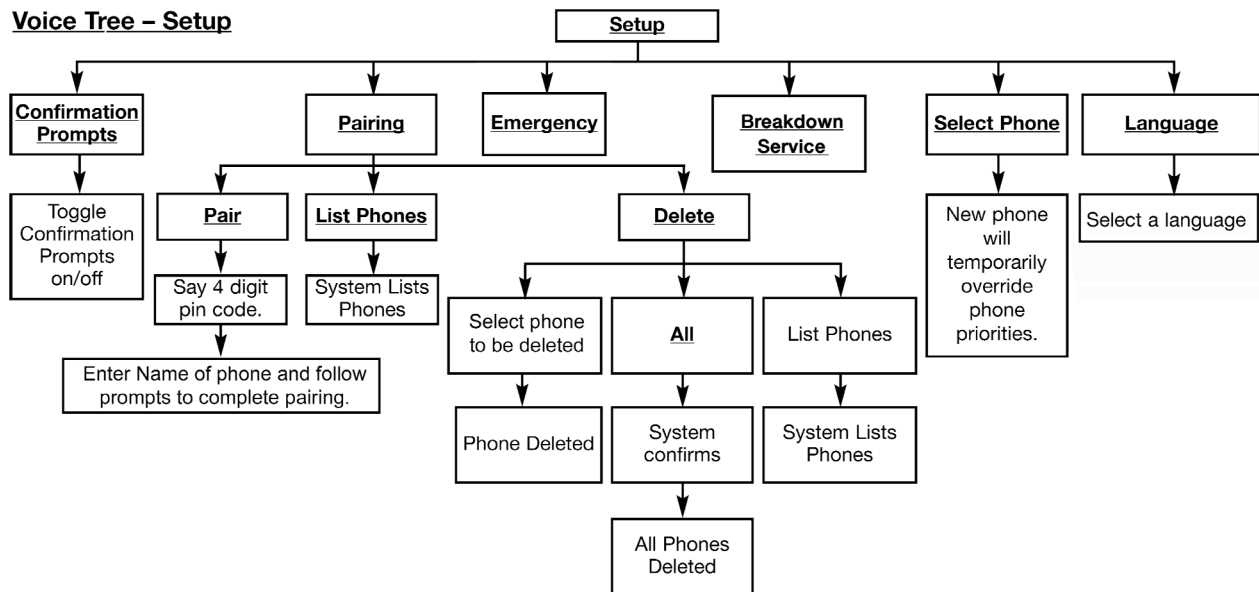 Voice Tree – Setup
Setup
Confirmation
Prompts
Pairing
Emergency
Breakdown
Service
Select Phone
Language
Toggle
Confirmation
Prompts
on/off
Pair
List Phones
Delete
New phone
will
temporarily
override
phone
priorities.
Select a language
Say 4 digit
pin code.
System Lists
Phones
Select phone
to be deleted
All
List Phones
Enter Name of phone and follow
prompts to complete pairing.
Phone Deleted
System
confirms
System Lists
Phones
All Phones
Deleted